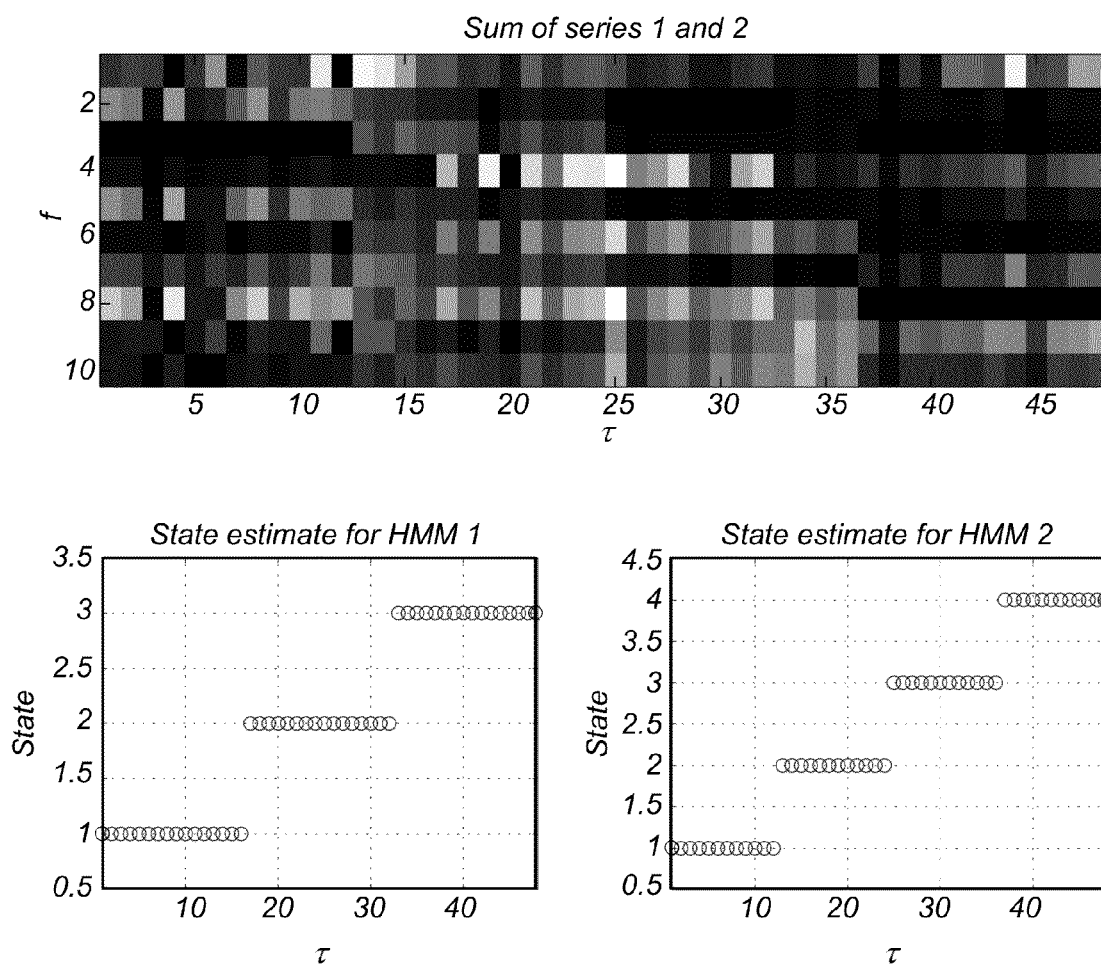 Sum of series 1 and 2
2
4
6
8
10
f
5 10 15 20 25 30 35 40 45
τ
State estimate for HMM 1
3.5
3
2.5
2
1.5
1
0.5
State
10 20 30 40
τ
State estimate for HMM 2
4.5
4
3.5
3
2.5
2
1.5
1
0.5
State
10 20 30 40
τ